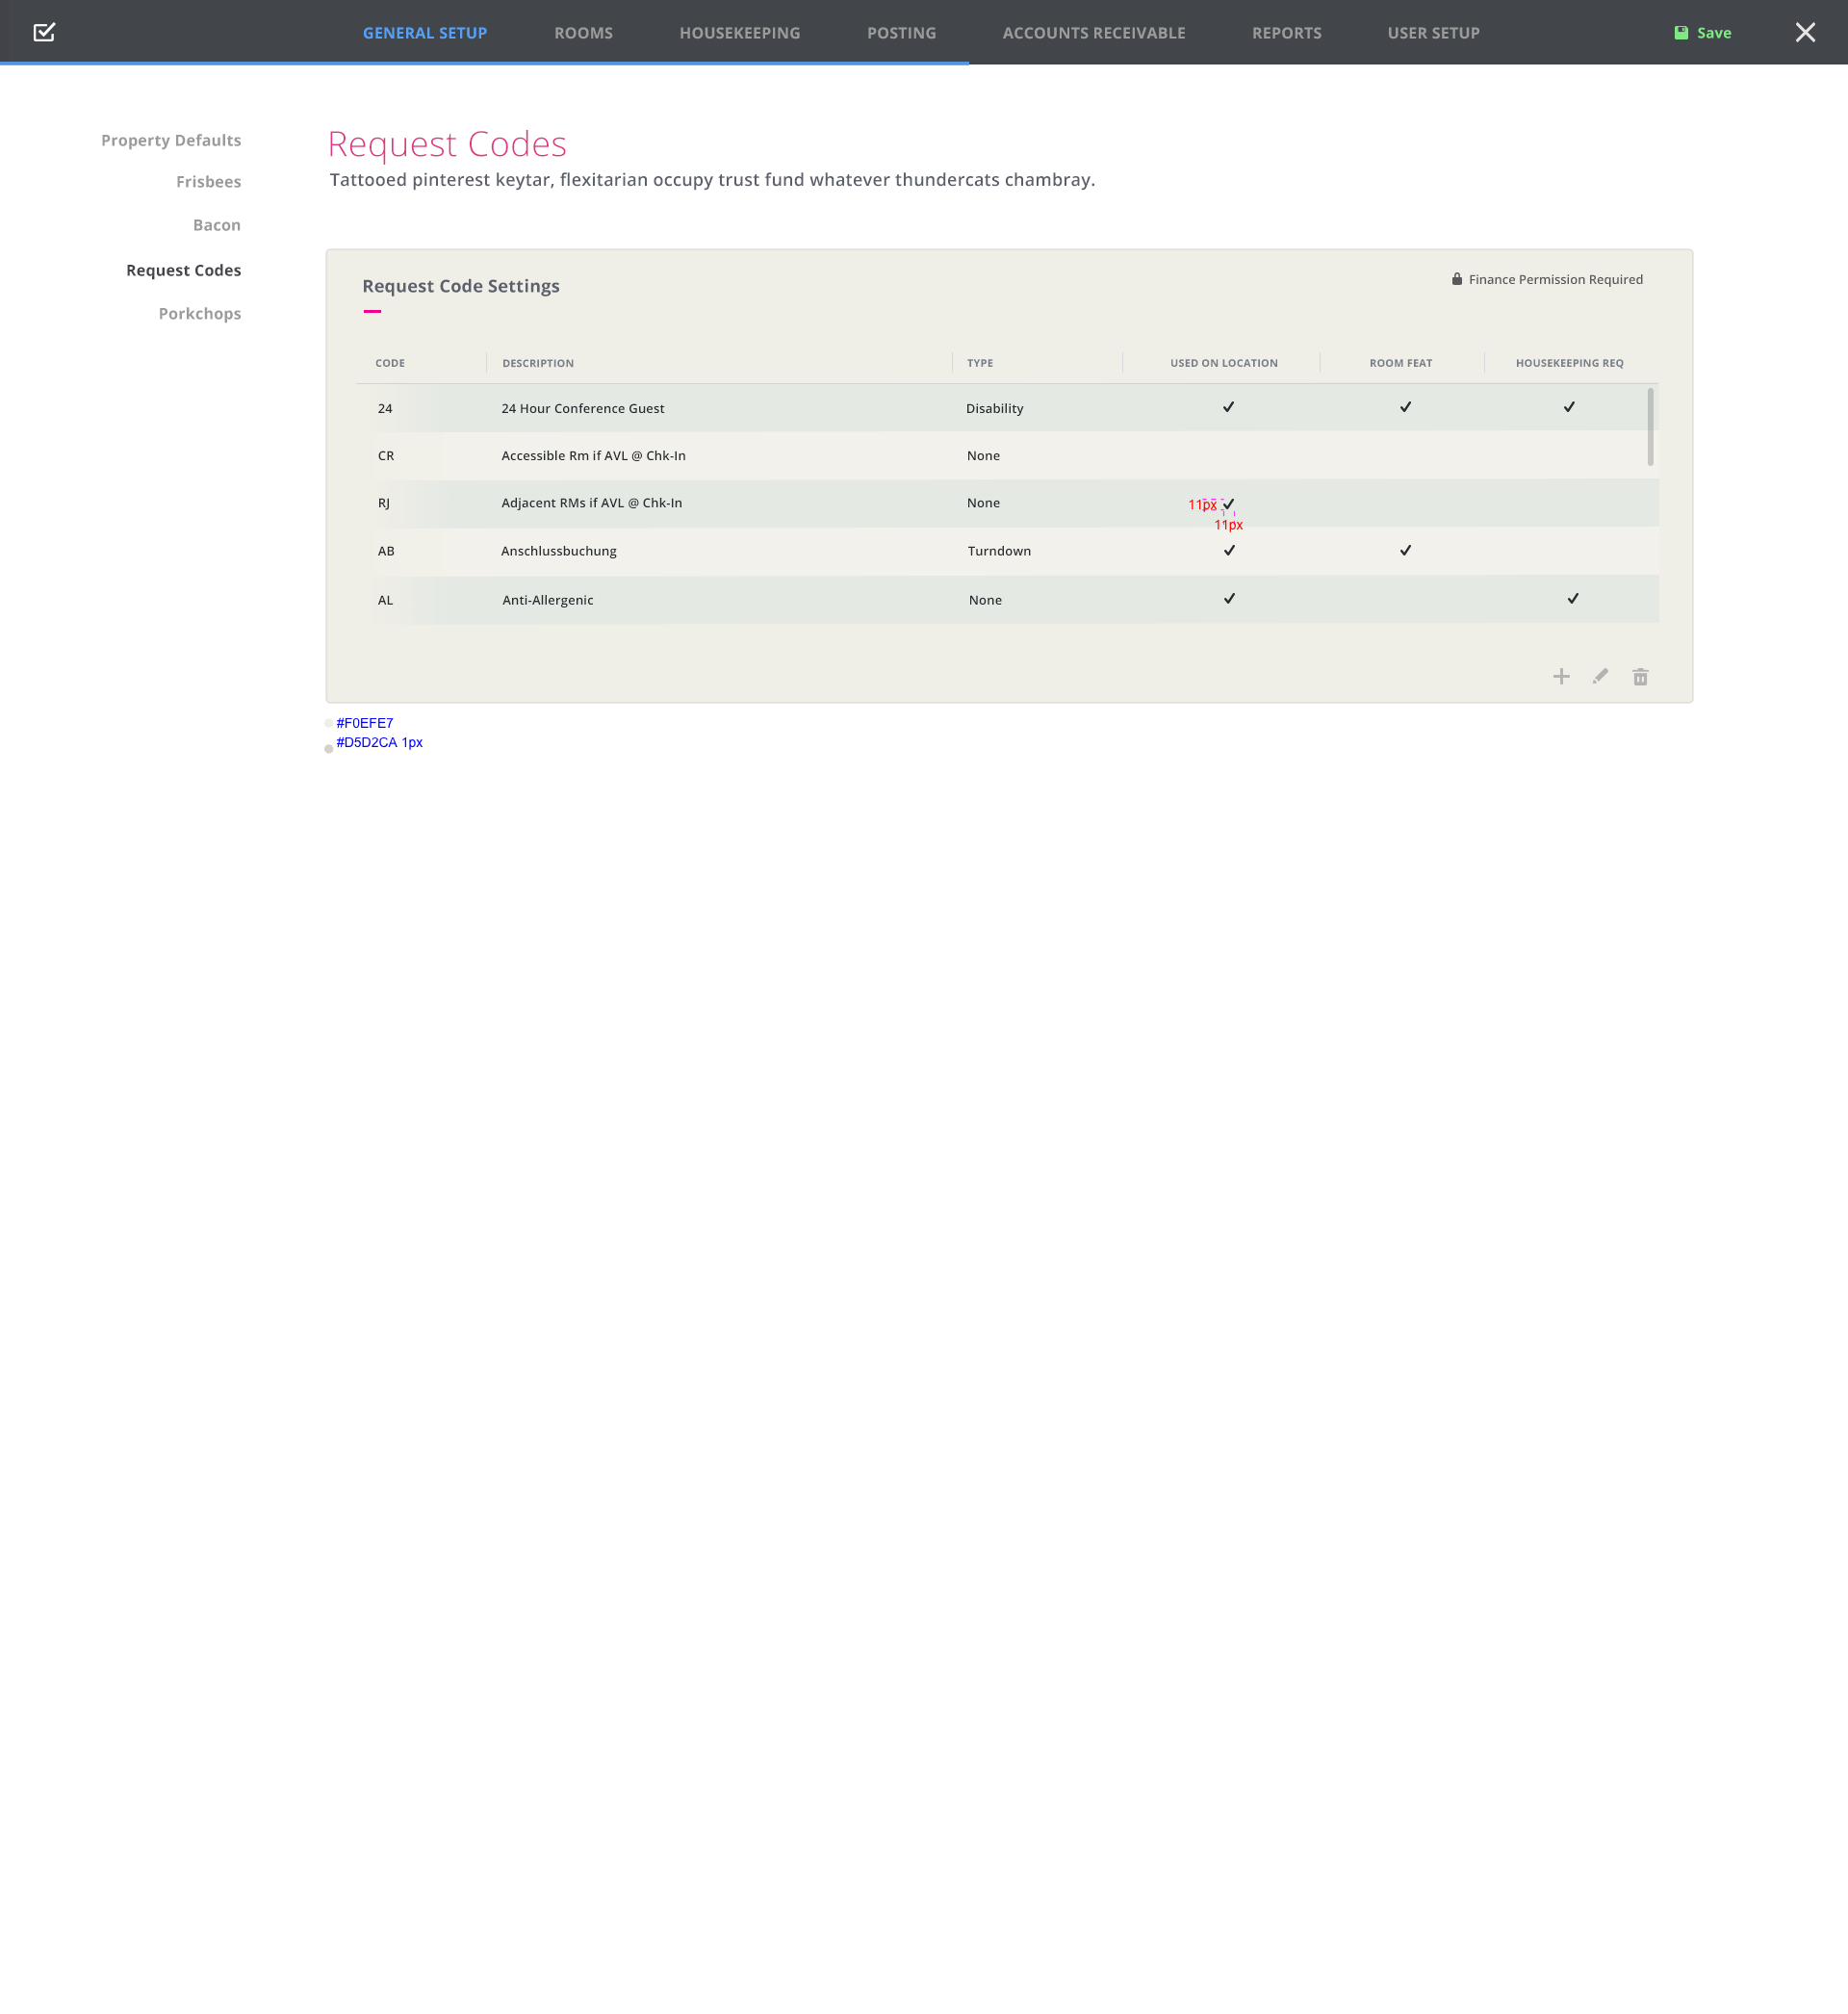 GENERAL SETUP ROOMS HOUSEKEEPING POSTING ACCOUNTS RECEIVABLE REPORTS USER SETUP Save
Property Defaults
Frisbees
Bacon
Request Codes
Porkchops
Request Codes
Tattooed pinterest keytar, flexitarian occupy trust fund whatever thundercats chambray.
Request Code Settings
Finance Permission Required
CODE DESCRIPTION TYPE USED ON LOCATION ROOM FEAT HOUSEKEEPING REQ
24 24 Hour Conference Guest Disability ✔ ✔ ✔
CR Accessible Rm if AVL @ Chk-In None
RJ Adjacent RMs if AVL @ Chk-In None 11px ✔
11px
AB Anschlussbuchung Turndown ✔ ✔
AL Anti-Allergenic None ✔ ✔
#F0EFE7
#D5D2CA 1px